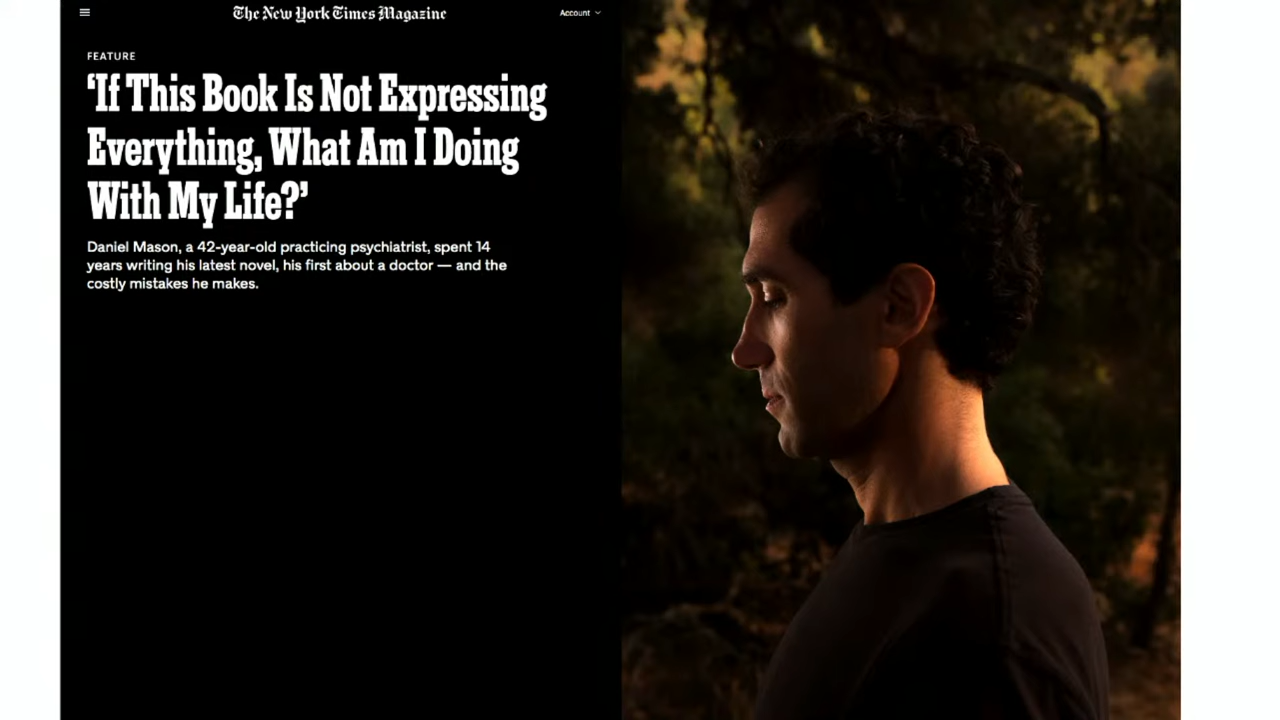 The New York Times Magazine
Account
FEATURE
‘If This Book Is Not Expressing
Everything, What Am I Doing
With My Life?’
Daniel Mason, a 42-year-old practicing psychiatrist, spent 14
years writing his latest novel, his first about a doctor — and the
costly mistakes he makes.